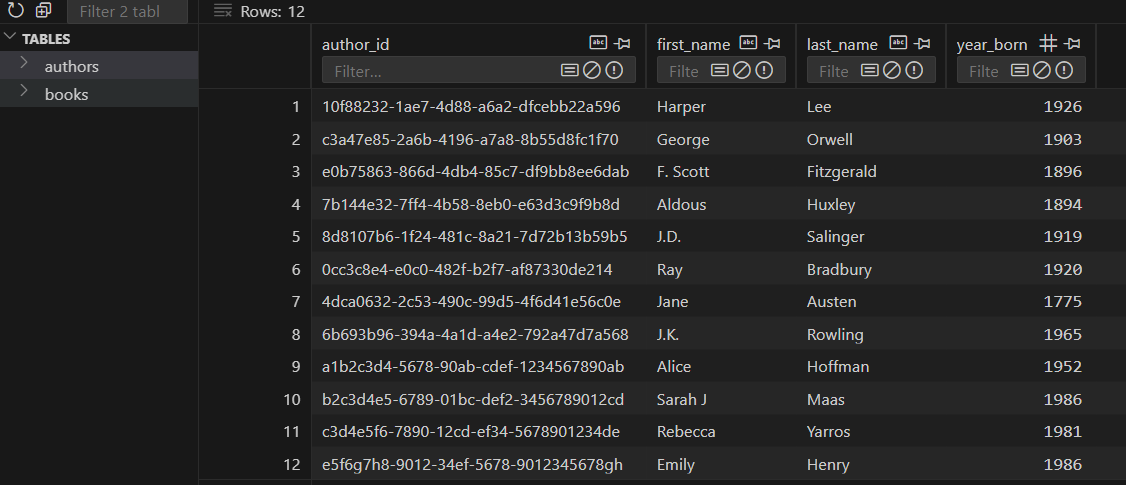 Filter 2 tabl
Rows: 12
TABLES
authors
books
author_id first_name last_name year_born
Filter... Filte Filte Filte
1 10f88232-1ae7-4d88-a6a2-dfcebb22a596 Harper Lee 1926
2 c3a47e85-2a6b-4196-a7a8-8b55d8fc1f70 George Orwell 1903
3 e0b75863-866d-4db4-85c7-df9bb8ee6dab F. Scott Fitzgerald 1896
4 7b144e32-7ff4-4b58-8eb0-e63d3c9f9b8d Aldous Huxley 1894
5 8d8107b6-1f24-481c-8a21-7d72b13b59b5 J.D. Salinger 1919
6 0cc3c8e4-e0c0-482f-b2f7-af87330de214 Ray Bradbury 1920
7 4dca0632-2c53-490c-99d5-4f6d41e56c0e Jane Austen 1775
8 6b693b96-394a-4a1d-a4e2-792a47d7a568 J.K. Rowling 1965
9 a1b2c3d4-5678-90ab-cdef-1234567890ab Alice Hoffman 1952
10 b2c3d4e5-6789-01bc-def2-3456789012cd Sarah J Maas 1986
11 c3d4e5f6-7890-12cd-ef34-5678901234de Rebecca Yarros 1981
12 e5f6g7h8-9012-34ef-5678-9012345678gh Emily Henry 1986